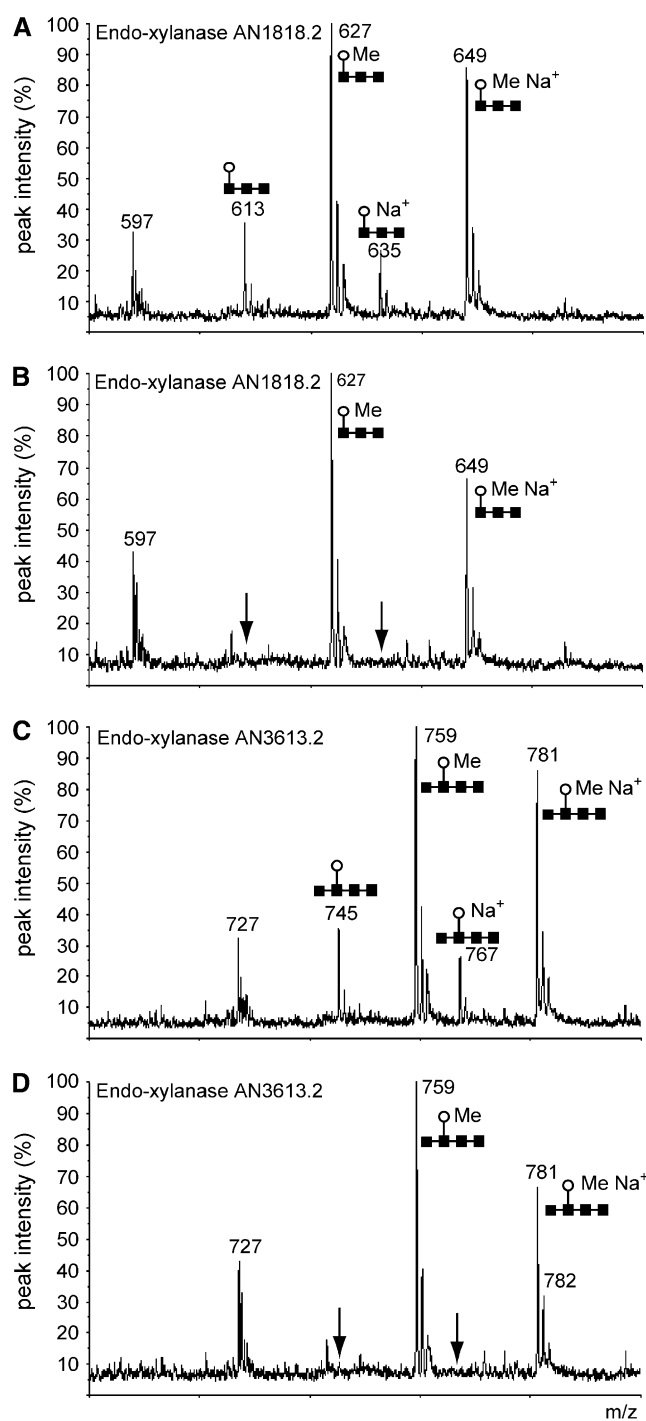 A
Endo-xylanase AN1818.2
peak intensity (%)
100
90
80
70
60
50
40
30
20
10
597
613
627
Me
Na+
635
649
Me Na+
B
Endo-xylanase AN1818.2
peak intensity (%)
100
90
80
70
60
50
40
30
20
10
597
627
Me
649
Me Na+
C
Endo-xylanase AN3613.2
peak intensity (%)
100
90
80
70
60
50
40
30
20
10
727
745
759
Me
Na+
767
781
Me Na+
D
Endo-xylanase AN3613.2
peak intensity (%)
100
90
80
70
60
50
40
30
20
10
727
759
Me
781
Me Na+
782
m/z